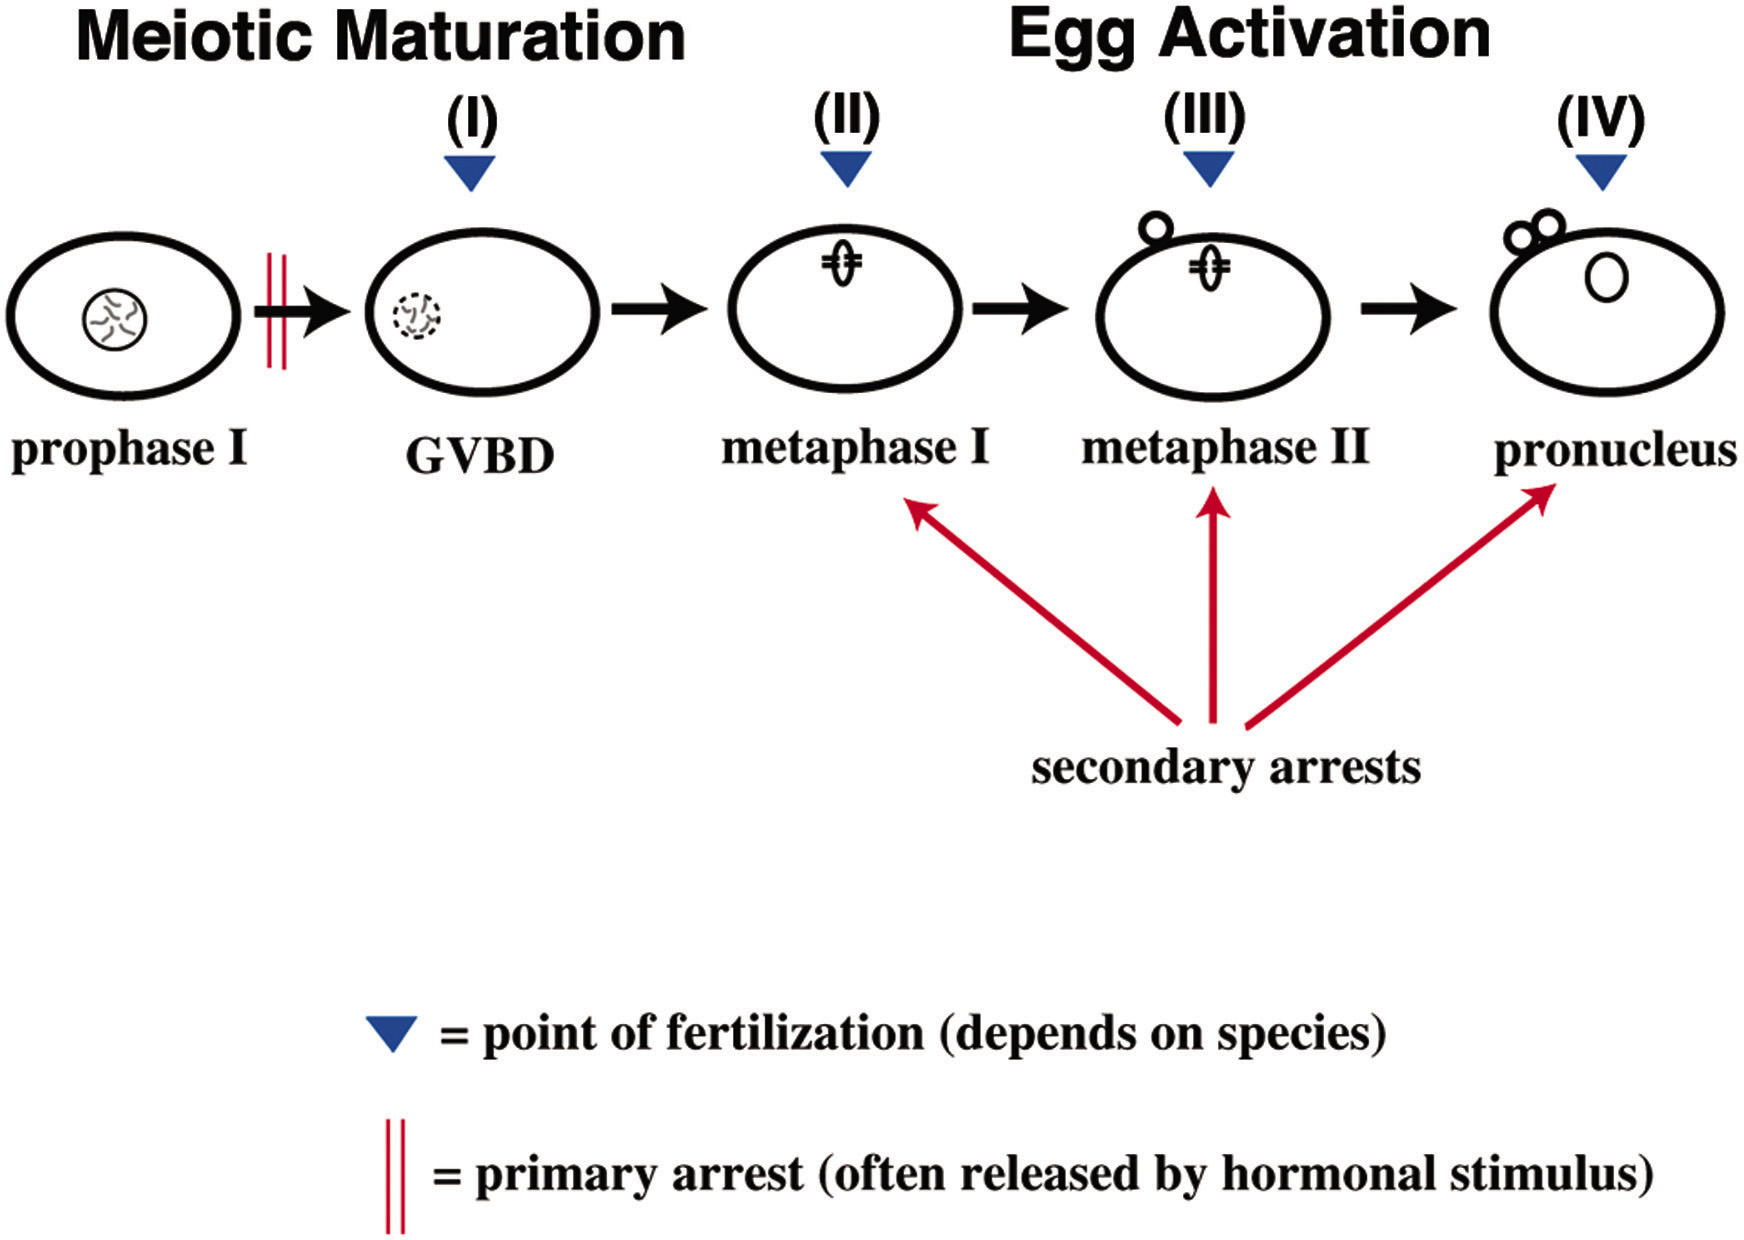 Meiotic Maturation
Egg Activation
(I)
(II)
(III)
(IV)
prophase I
GVBD
metaphase I
metaphase II
pronucleus
secondary arrests
= point of fertilization (depends on species)
= primary arrest (often released by hormonal stimulus)